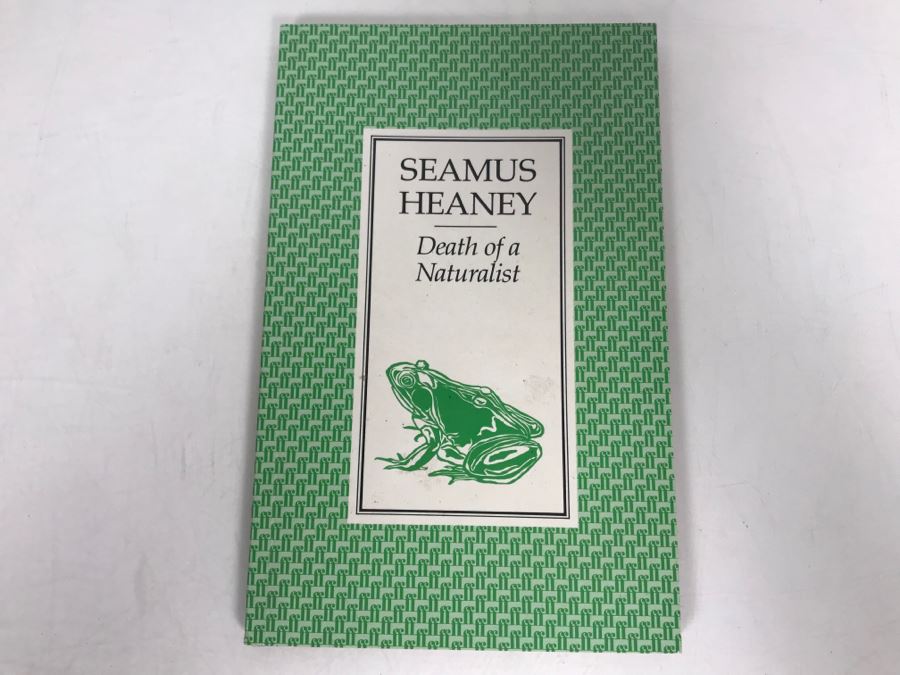 SEAMUS
HEANEY
Death of a
Naturalist